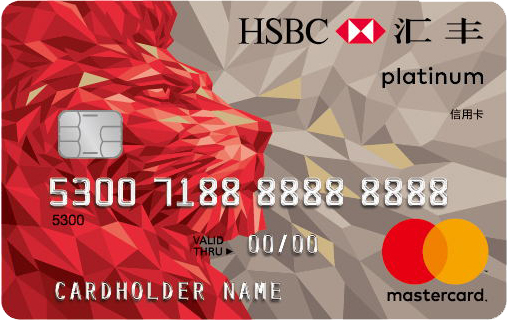 HSBC 汇丰
platinum
信用卡
5300 7188 8888 8888
5300
VALID THRU 00/00
CARDHOLDER NAME
mastercard.